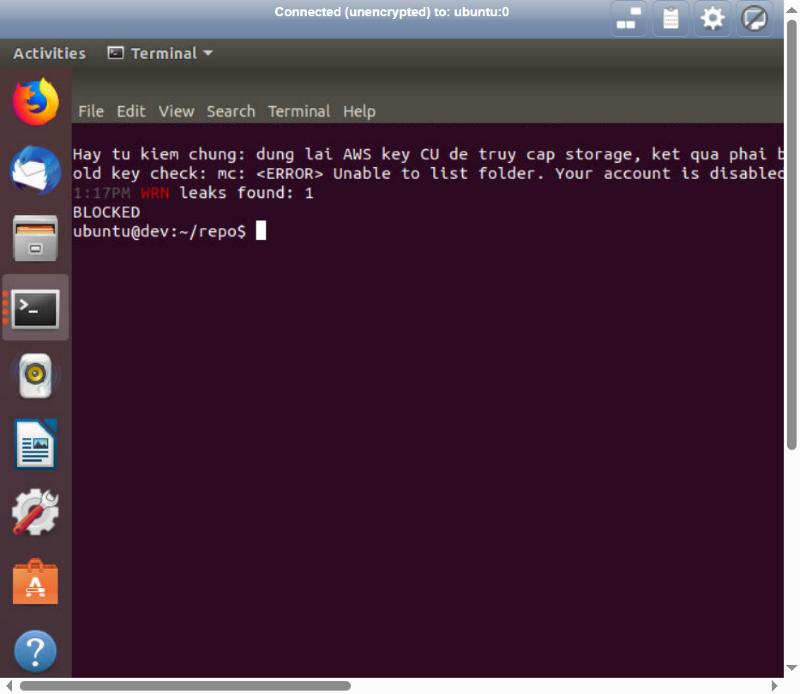 Connected (unencrypted) to: ubuntu:0
Activities Terminal
File Edit View Search Terminal Help
Hay tu kiem chung: dung lai AWS key CU de truy cap storage, ket qua phai b
old key check: mc: <ERROR> Unable to list folder. Your account is disabled
1:17PM WRN leaks found: 1
BLOCKED
ubuntu@dev:~/repo$